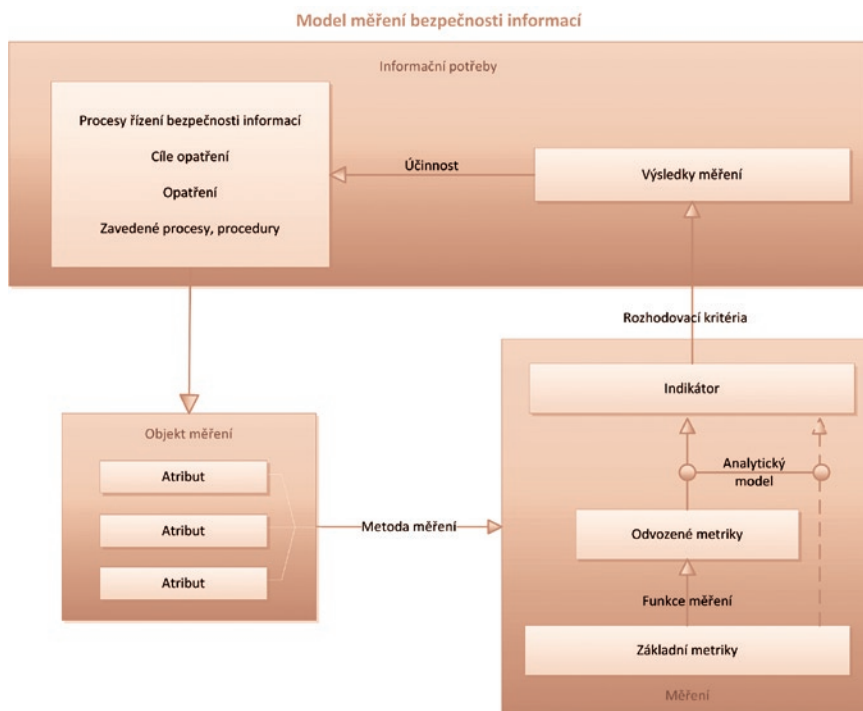 Model měření bezpečnosti informací
Informační potřeby
Procesy řízení bezpečnosti informací
Cíle opatření
Opatření
Zavedené procesy, procedury
Účinnost
Výsledky měření
Rozhodovací kritéria
Objekt měření
Atribut
Atribut
Atribut
Metoda měření
Indikátor
Analytický
model
Odvozené metriky
Funkce měření
Základní metriky
Měření